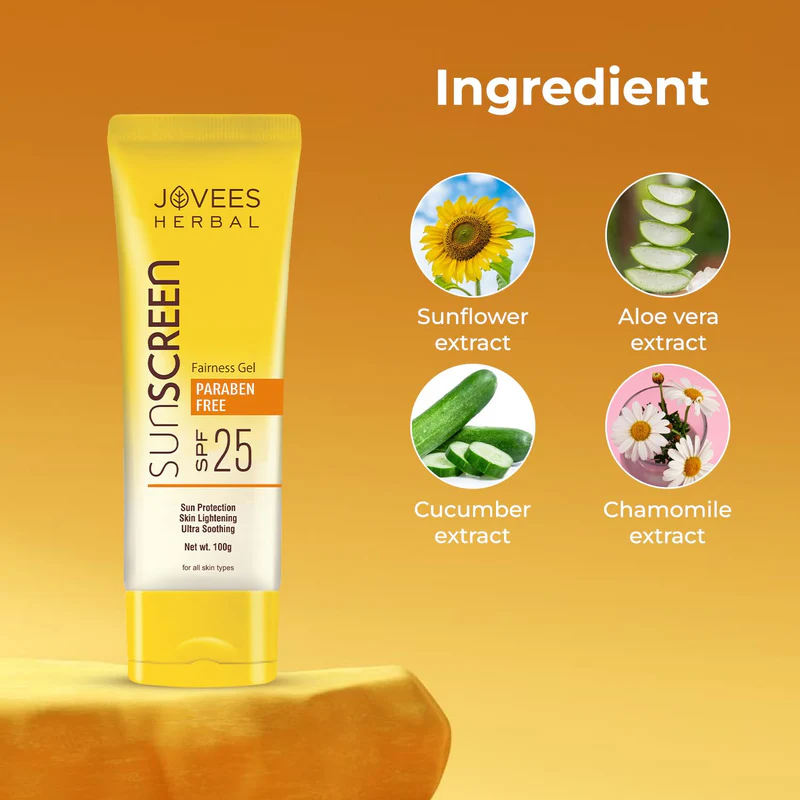 JOVEES
HERBAL
SUNSCREEN
Fairness Gel
PARABEN
FREE
SPF 25
Sun Protection
Skin Lightening
Ultra Soothing
Net wt. 100g
for all skin types
Ingredient
Sunflower
extract
Aloe vera
extract
Cucumber
extract
Chamomile
extract